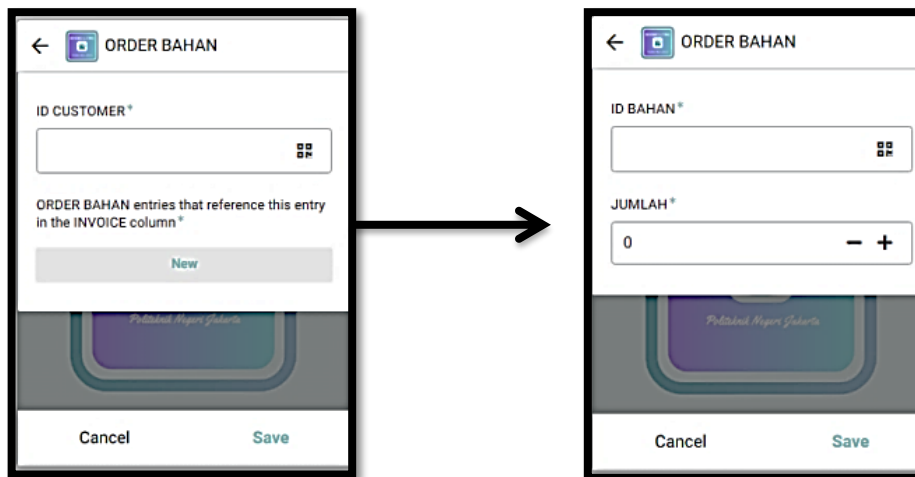 ORDER BAHAN
ID CUSTOMER*
ORDER BAHAN entries that reference this entry
in the INVOICE column*
New
Politeknik Negeri Jakarta
Cancel Save
ORDER BAHAN
ID BAHAN*
JUMLAH*
0
Politeknik Negeri Jakarta
Cancel Save